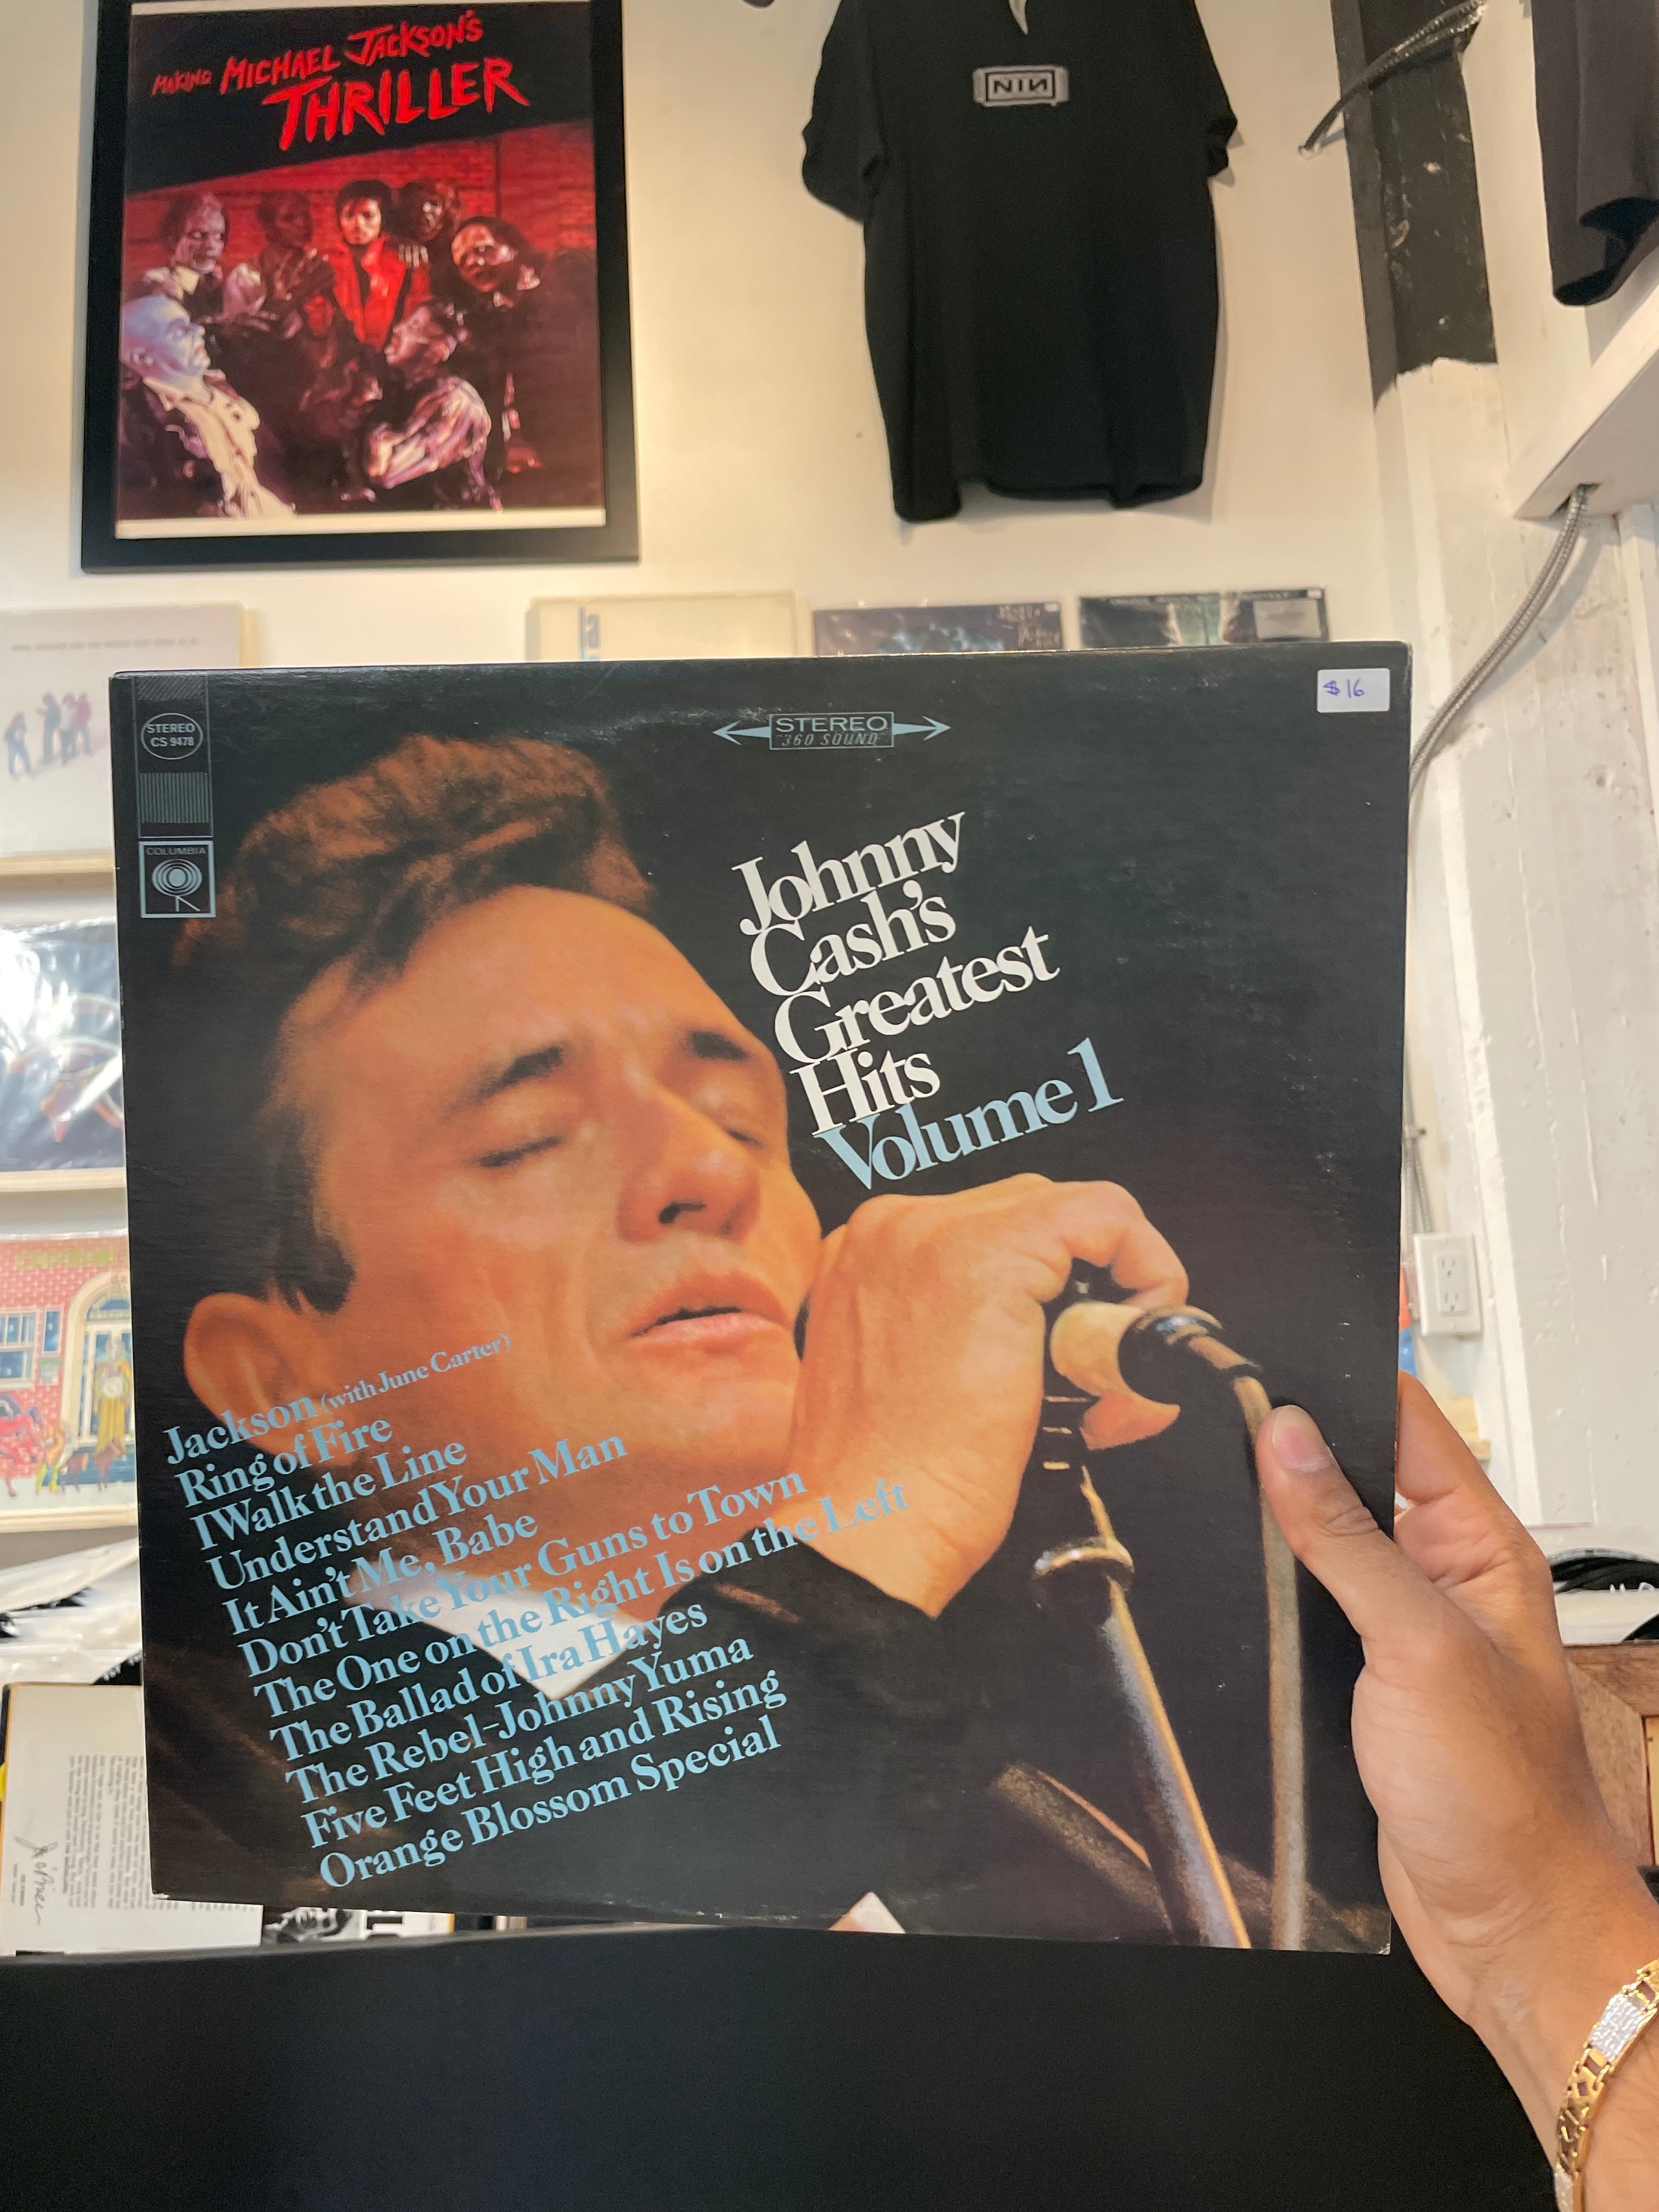 MAKING MICHAEL JACKSON'S
THRILLER
NIN
$16
STEREO
CS 9478
STEREO
"360 SOUND"
COLUMBIA
Johnny
Cash's
Greatest
Hits
Volume 1
Jackson (with June Carter)
Ring of Fire
I Walk the Line
Understand Your Man
It Ain't Me, Babe
Don't Take Your Guns to Town
The One on the Right Is on the Left
The Ballad of Ira Hayes
The Rebel-Johnny Yuma
Five Feet High and Rising
Orange Blossom Special